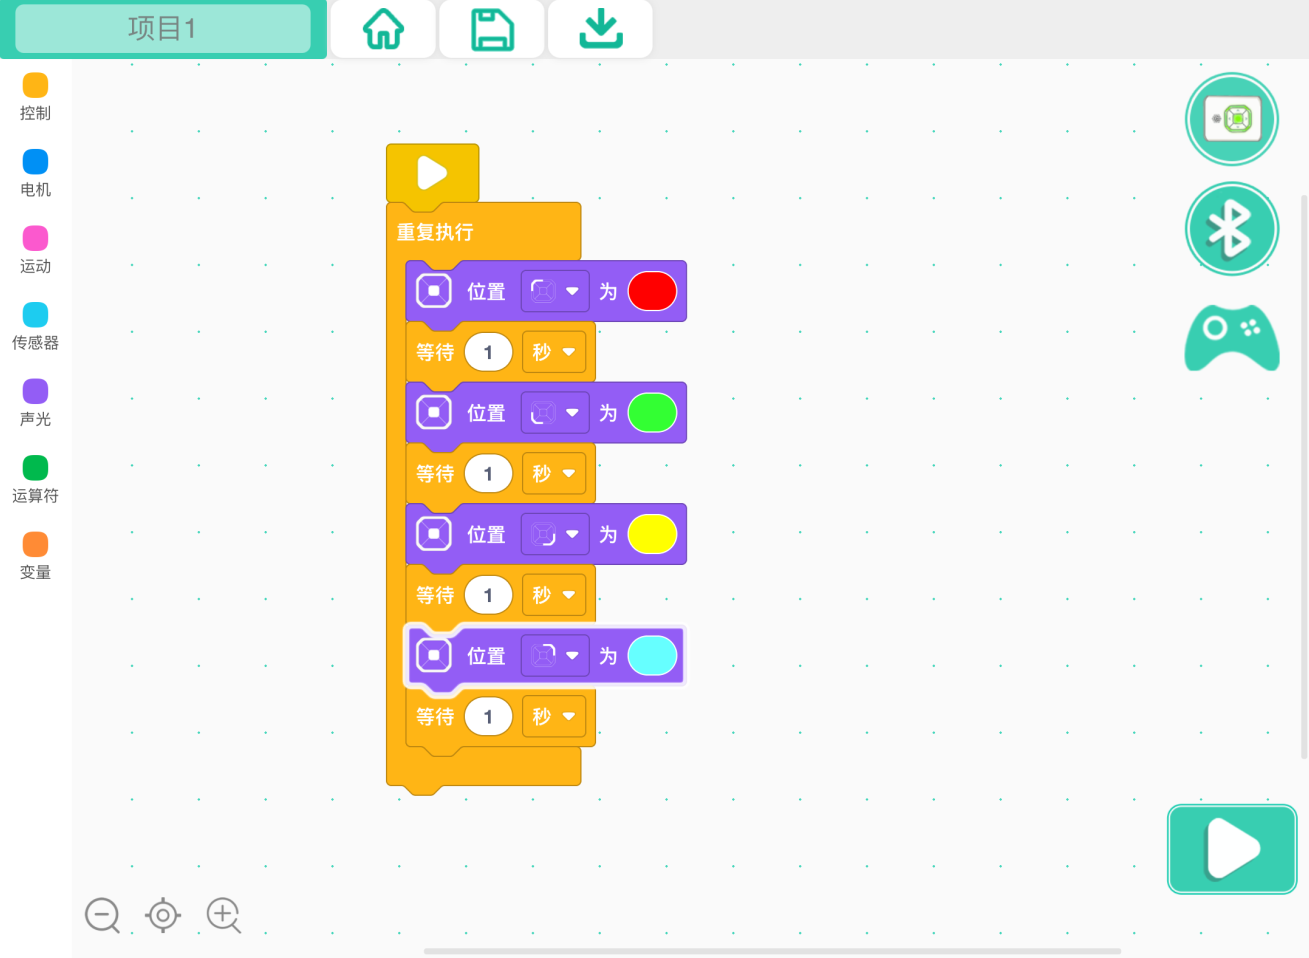 项目1
控制
电机
运动
传感器
声光
运算符
变量
重复执行
位置 为
等待 1 秒
位置 为
等待 1 秒
位置 为
等待 1 秒
位置 为
等待 1 秒